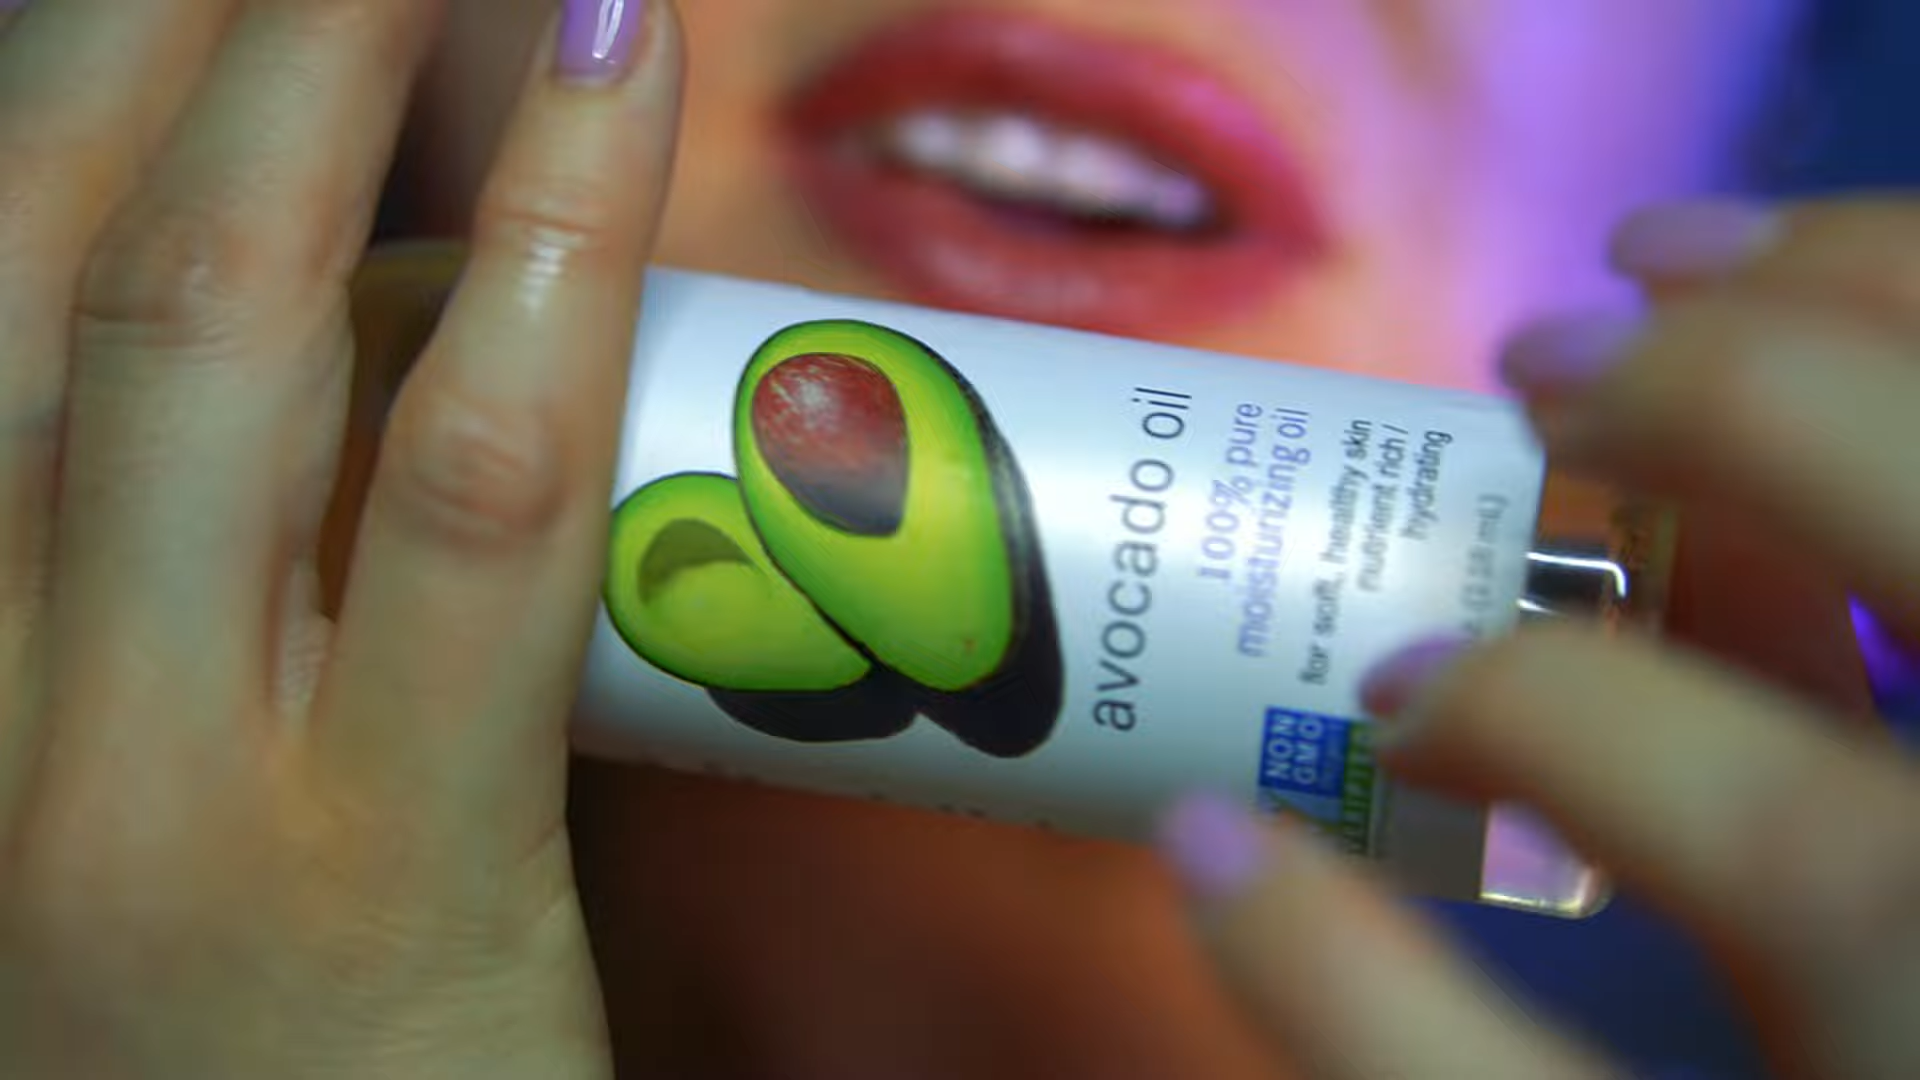 avocado oil
100% pure
moisturizing oil
for soft, healthy skin
nutrient rich /
hydrating
NON
GMO